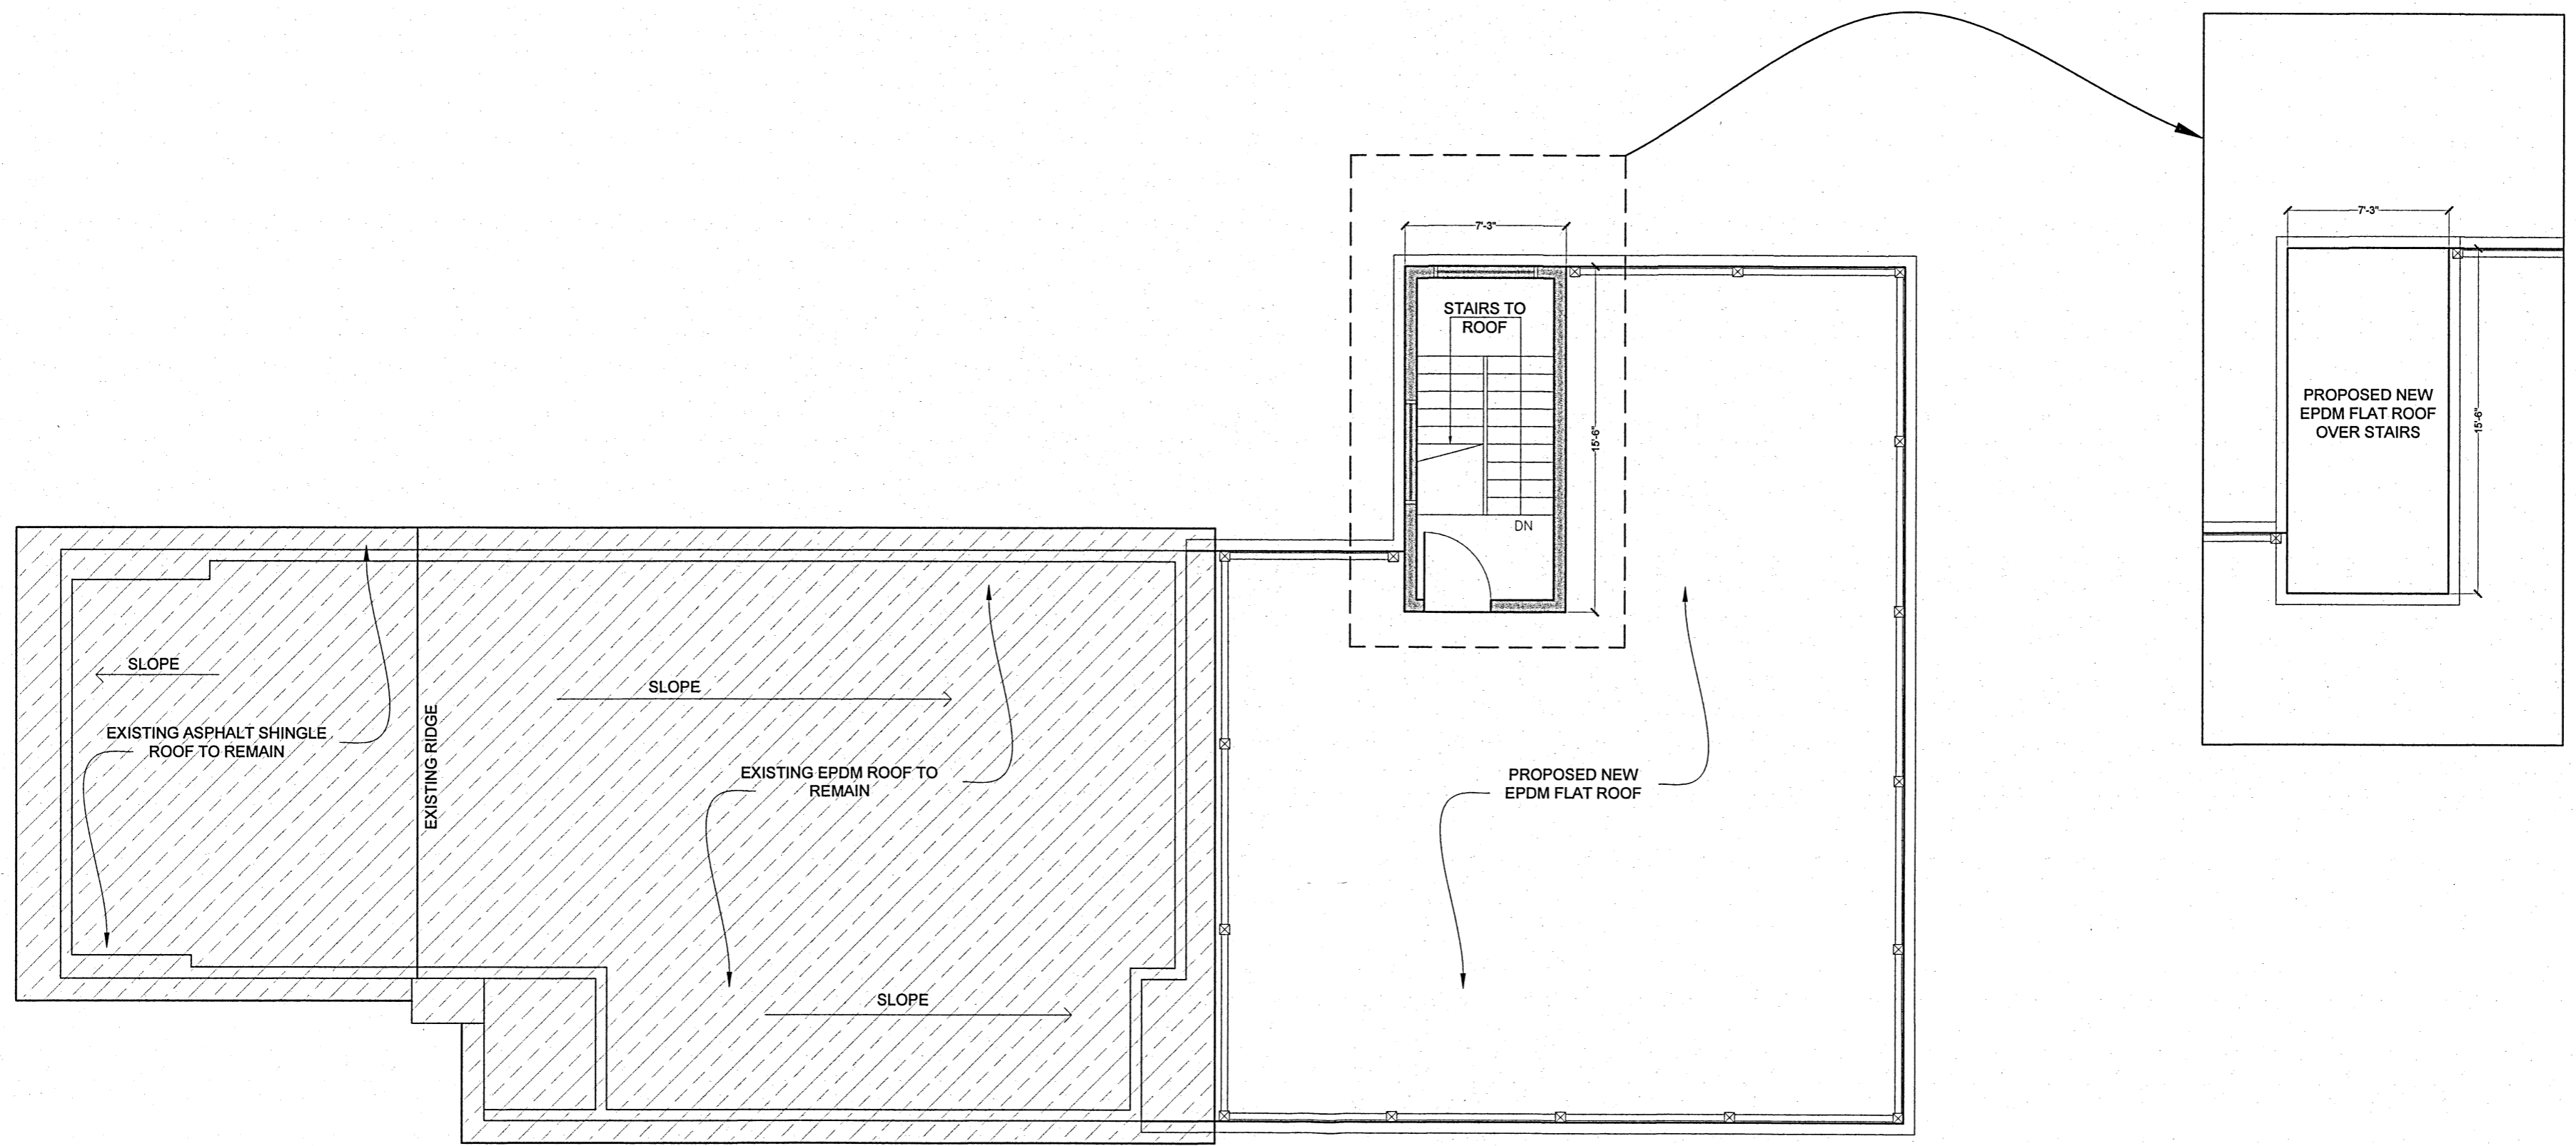 7'-3"
7'-3"
STAIRS TO
ROOF
15'-6"
DN
PROPOSED NEW
EPDM FLAT ROOF
OVER STAIRS
15'-6"
SLOPE
SLOPE
EXISTING ASPHALT SHINGLE
ROOF TO REMAIN
EXISTING RIDGE
EXISTING EPDM ROOF TO
REMAIN
PROPOSED NEW
EPDM FLAT ROOF
SLOPE